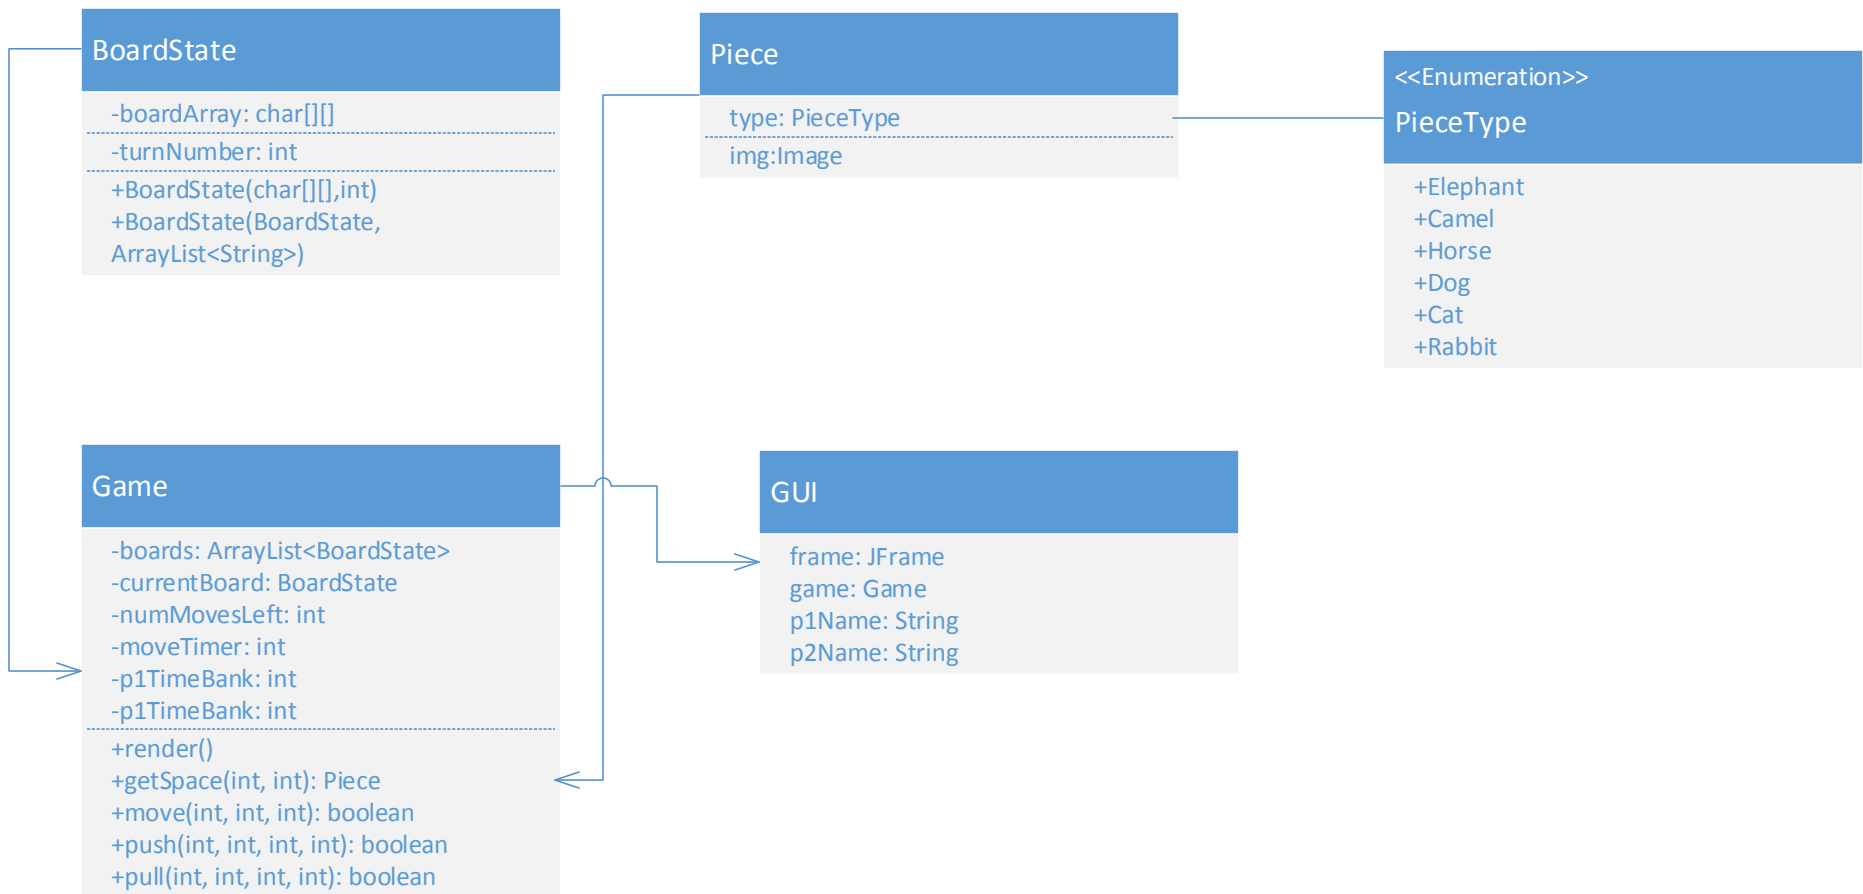 BoardState
-boardArray: char[][]
-turnNumber: int
+BoardState(char[][],int)
+BoardState(BoardState,
ArrayList<String>)
Piece
type: PieceType
img:Image
<<Enumeration>>
PieceType
+Elephant
+Camel
+Horse
+Dog
+Cat
+Rabbit
Game
-boards: ArrayList<BoardState>
-currentBoard: BoardState
-numMovesLeft: int
-moveTimer: int
-p1TimeBank: int
-p1TimeBank: int
+render()
+getSpace(int, int): Piece
+move(int, int, int): boolean
+push(int, int, int, int): boolean
+pull(int, int, int, int): boolean
GUI
frame: JFrame
game: Game
p1Name: String
p2Name: String